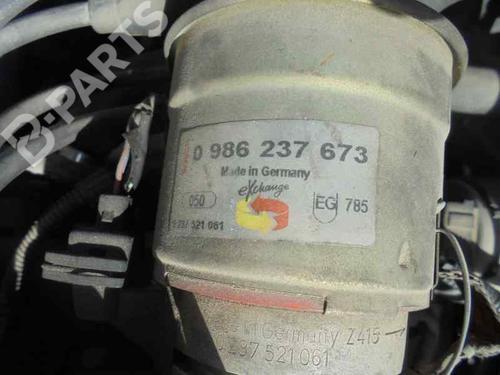 B-PARTS
0 986 237 673
Made in Germany
exchange
050
EG 785
237 521 061
Germany Z415
237 521 061